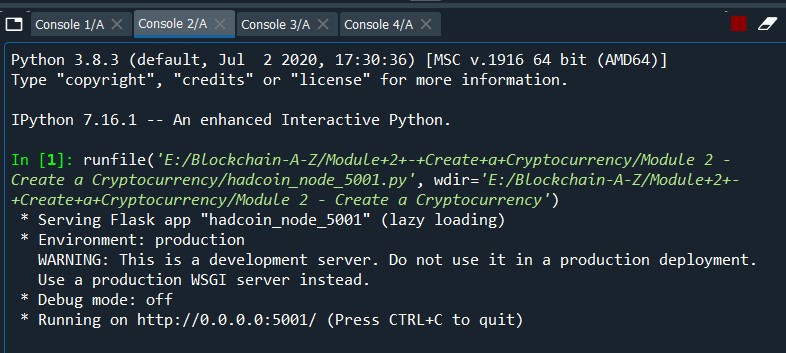 Console 1/A Console 2/A Console 3/A Console 4/A
Python 3.8.3 (default, Jul  2 2020, 17:30:36) [MSC v.1916 64 bit (AMD64)]
Type "copyright", "credits" or "license" for more information.
IPython 7.16.1 -- An enhanced Interactive Python.
In [1]: runfile('E:/Blockchain-A-Z/Module+2+-+Create+a+Cryptocurrency/Module 2 -
Create a Cryptocurrency/hadcoin_node_5001.py', wdir='E:/Blockchain-A-Z/Module+2+-
+Create+a+Cryptocurrency/Module 2 - Create a Cryptocurrency')
* Serving Flask app "hadcoin_node_5001" (lazy loading)
* Environment: production
WARNING: This is a development server. Do not use it in a production deployment.
Use a production WSGI server instead.
* Debug mode: off
* Running on http://0.0.0.0:5001/ (Press CTRL+C to quit)